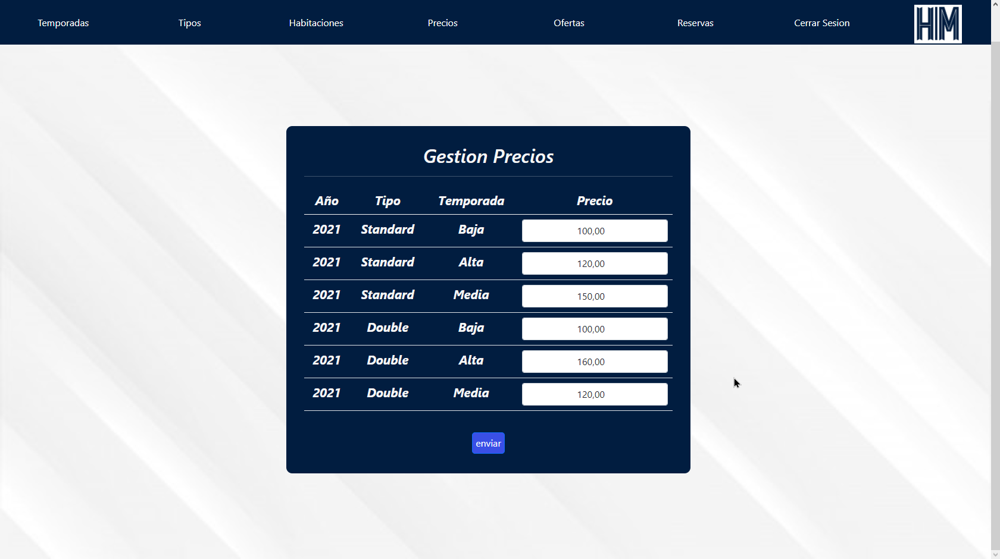 Temporadas Tipos Habitaciones Precios Ofertas Reservas Cerrar Sesion HM
Gestion Precios
Año Tipo Temporada Precio
2021 Standard Baja 100,00
2021 Standard Alta 120,00
2021 Standard Media 150,00
2021 Double Baja 100,00
2021 Double Alta 160,00
2021 Double Media 120,00
enviar